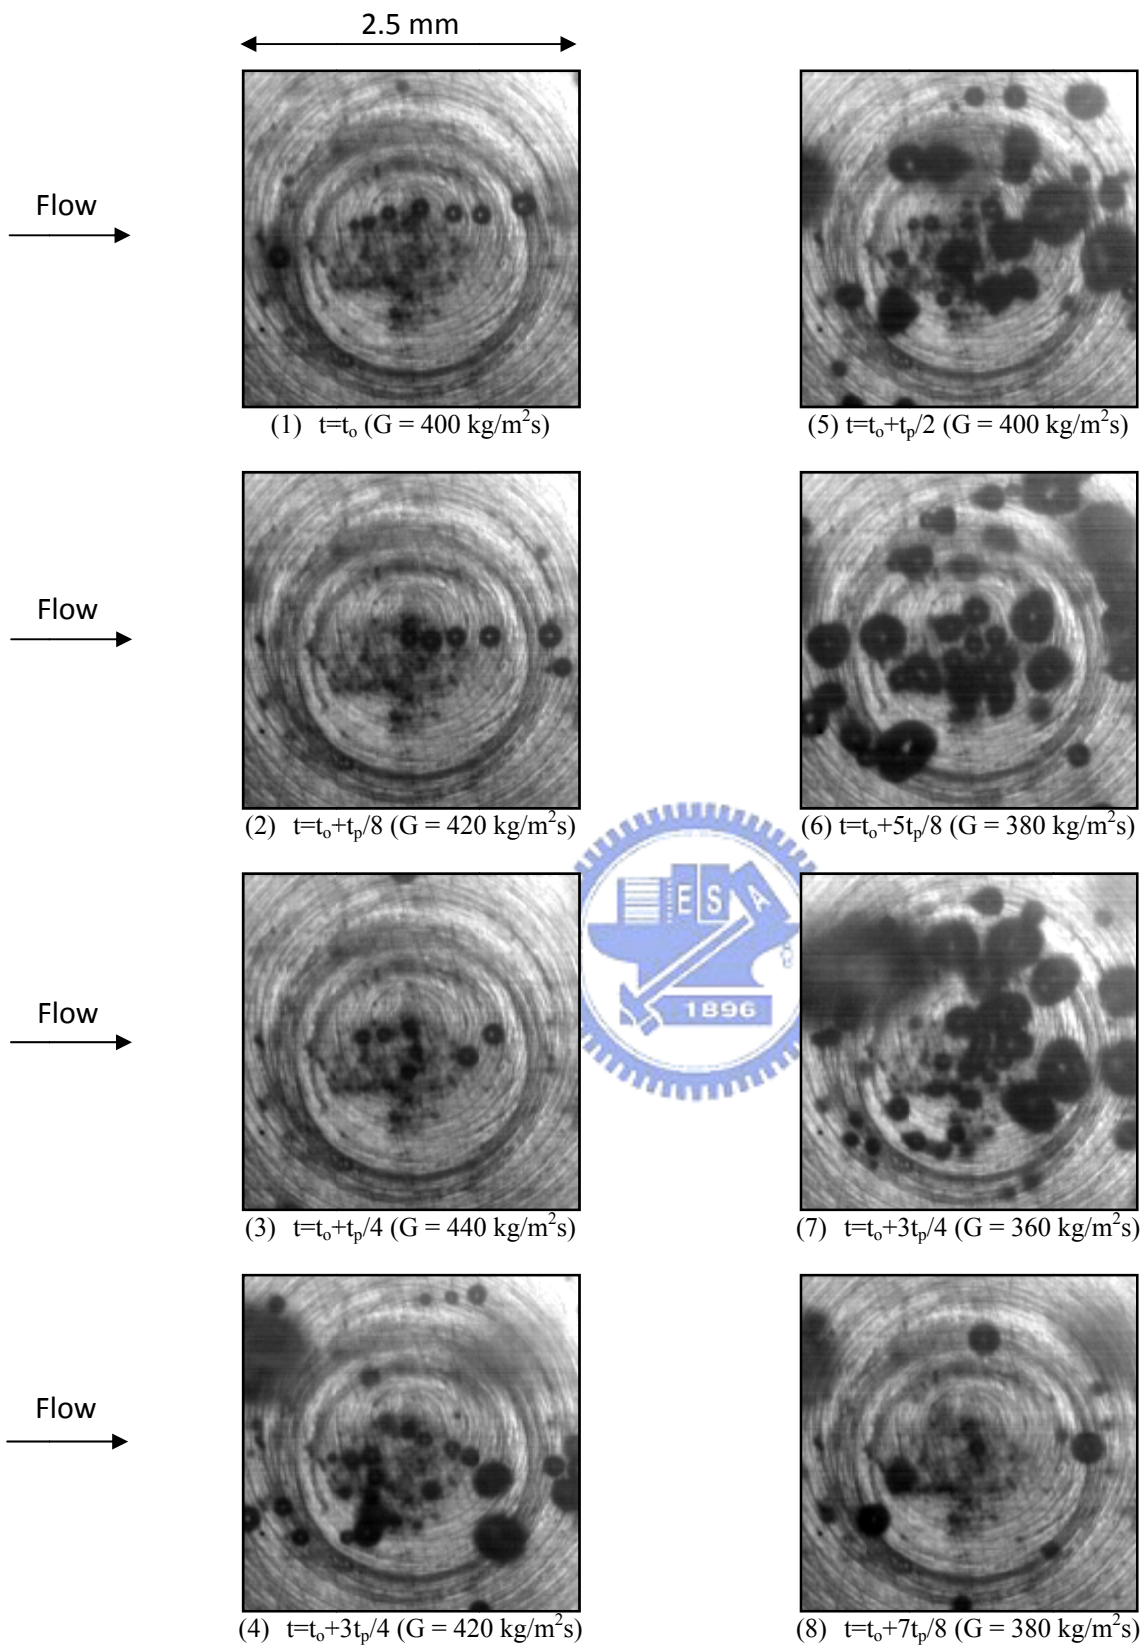 2.5 mm
Flow
(1) t=to (G = 400 kg/m2s)
(5) t=to+tp/2 (G = 400 kg/m2s)
Flow
(2) t=to+tp/8 (G = 420 kg/m2s)
(6) t=to+5tp/8 (G = 380 kg/m2s)
E S A
1896
Flow
(3) t=to+tp/4 (G = 440 kg/m2s)
(7) t=to+3tp/4 (G = 360 kg/m2s)
Flow
(4) t=to+3tp/4 (G = 420 kg/m2s)
(8) t=to+7tp/8 (G = 380 kg/m2s)